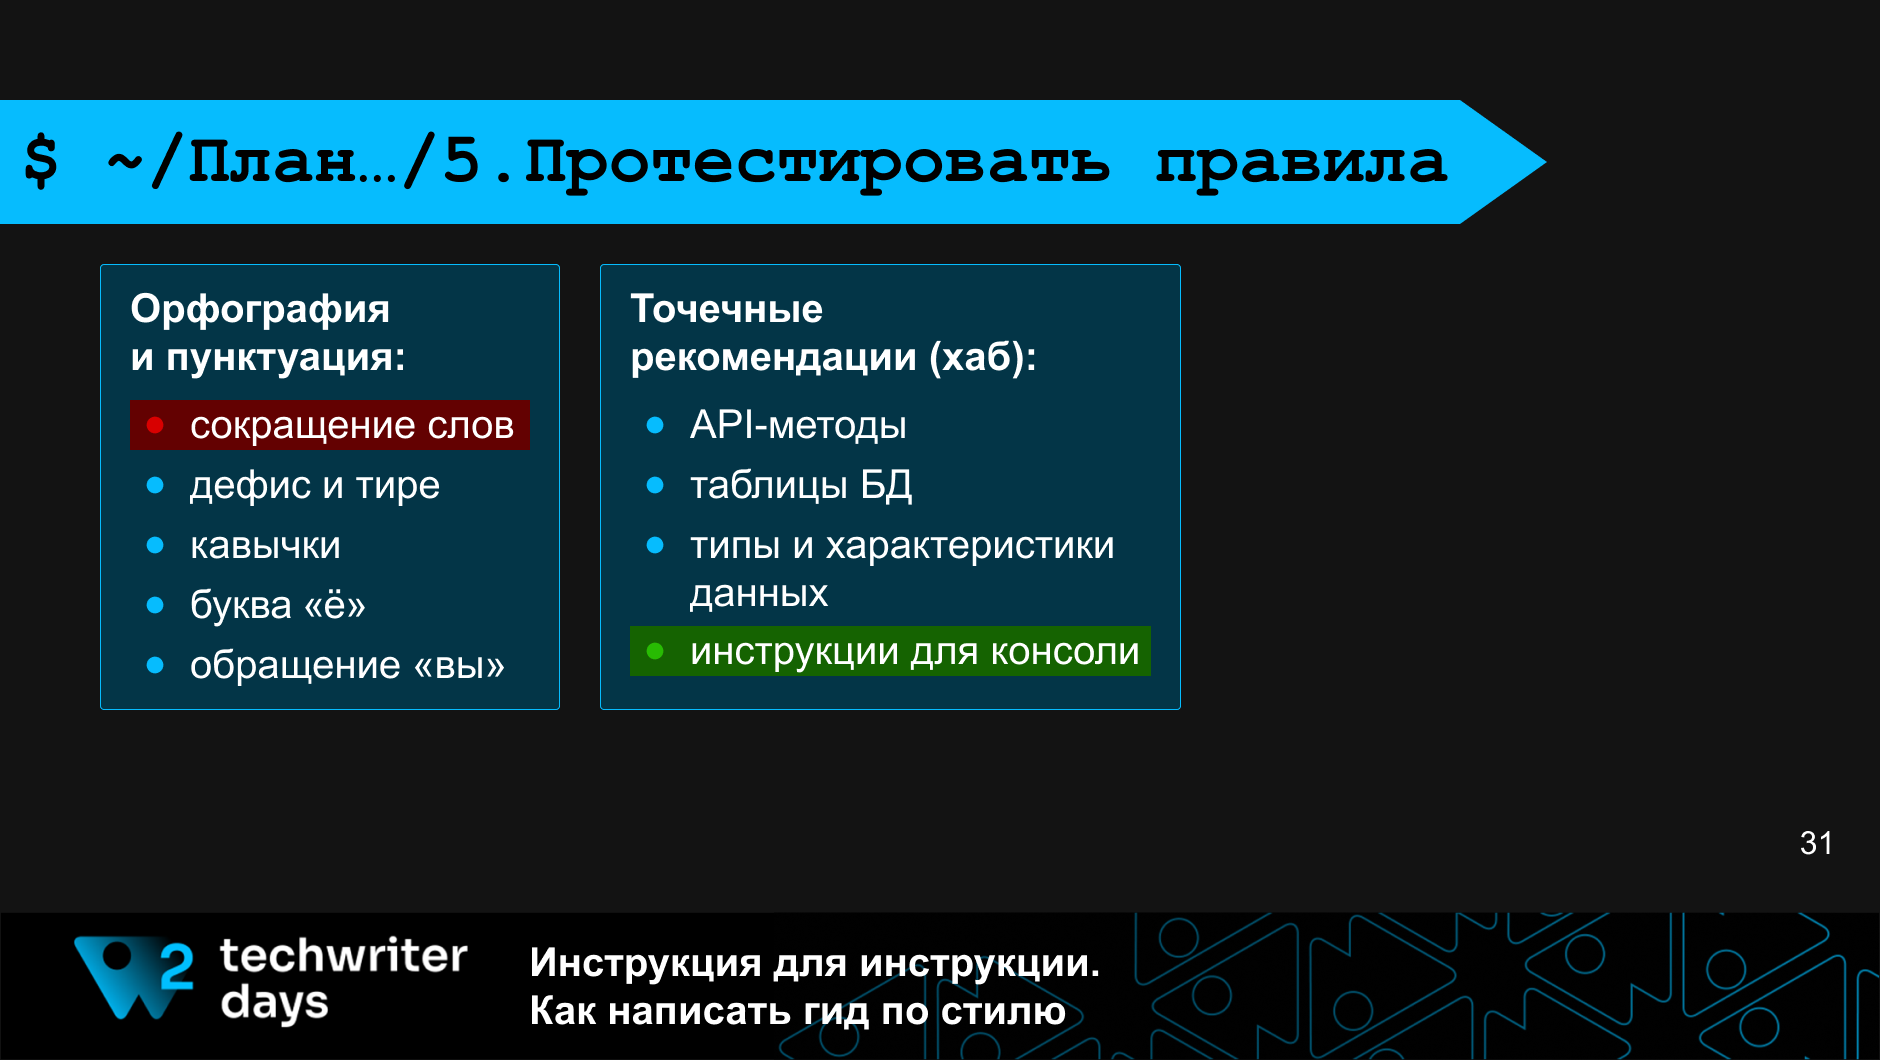 $ ~/План…/5.Протестировать правила
Орфография
и пунктуация:
сокращение слов
дефис и тире
кавычки
буква «ё»
обращение «вы»
Точечные
рекомендации (хаб):
API-методы
таблицы БД
типы и характеристики
данных
инструкции для консоли
31
2
techwriter
days
Инструкция для инструкции.
Как написать гид по стилю